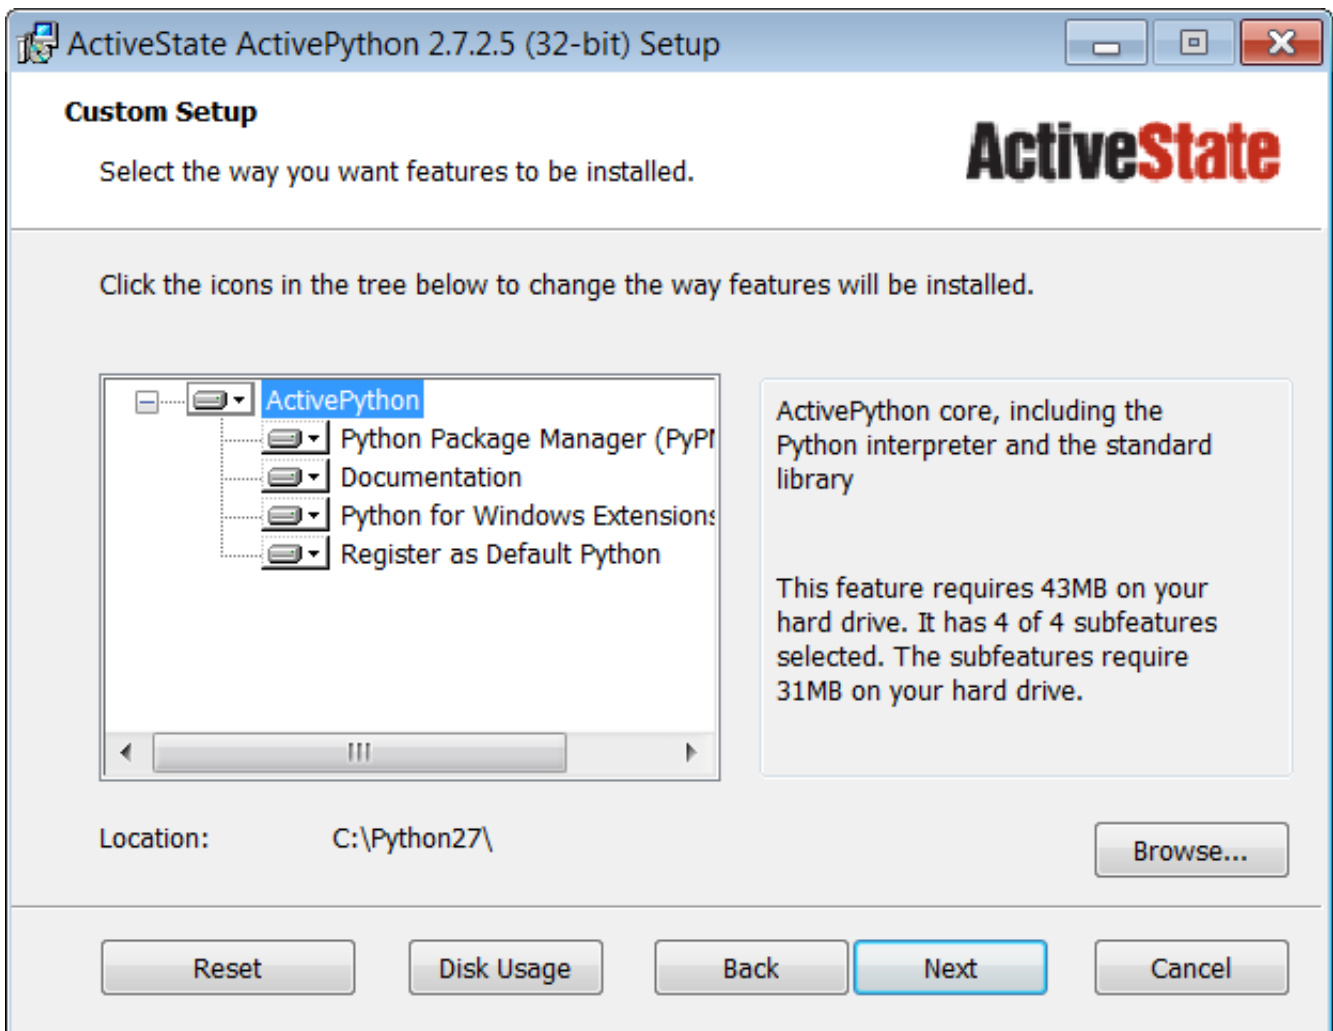 ActiveState ActivePython 2.7.2.5 (32-bit) Setup
Custom Setup
Select the way you want features to be installed.
ActiveState
Click the icons in the tree below to change the way features will be installed.
ActivePython
Python Package Manager (PyPM
Documentation
Python for Windows Extensions
Register as Default Python
ActivePython core, including the
Python interpreter and the standard
library
This feature requires 43MB on your
hard drive. It has 4 of 4 subfeatures
selected. The subfeatures require
31MB on your hard drive.
Location: C:\Python27\
Browse...
Reset Disk Usage Back Next Cancel